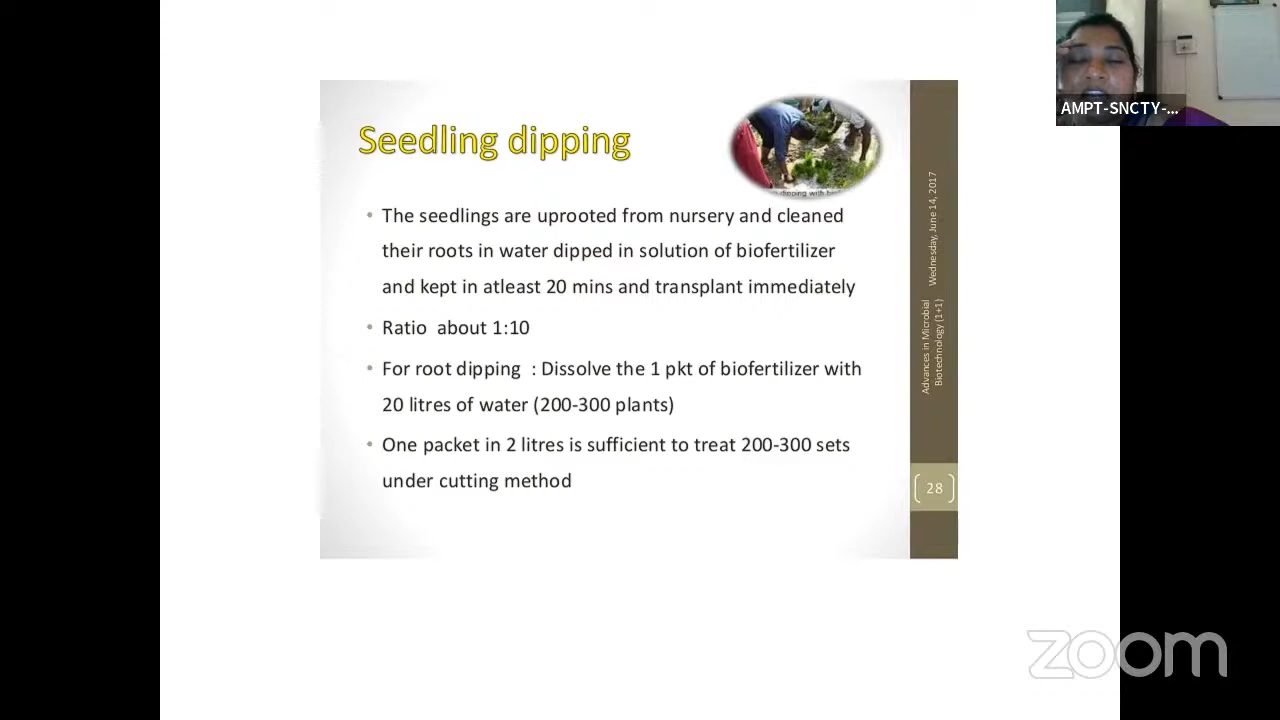 AMPT-SNCTY-...
Seedling dipping
dipping with
• The seedlings are uprooted from nursery and cleaned
their roots in water dipped in solution of biofertilizer
and kept in atleast 20 mins and transplant immediately
• Ratio about 1:10
• For root dipping : Dissolve the 1 pkt of biofertilizer with
20 litres of water (200-300 plants)
• One packet in 2 litres is sufficient to treat 200-300 sets
under cutting method
Wednesday, June 14, 2017
Advances in Microbial
Biotechnology (1+1)
28
zoom